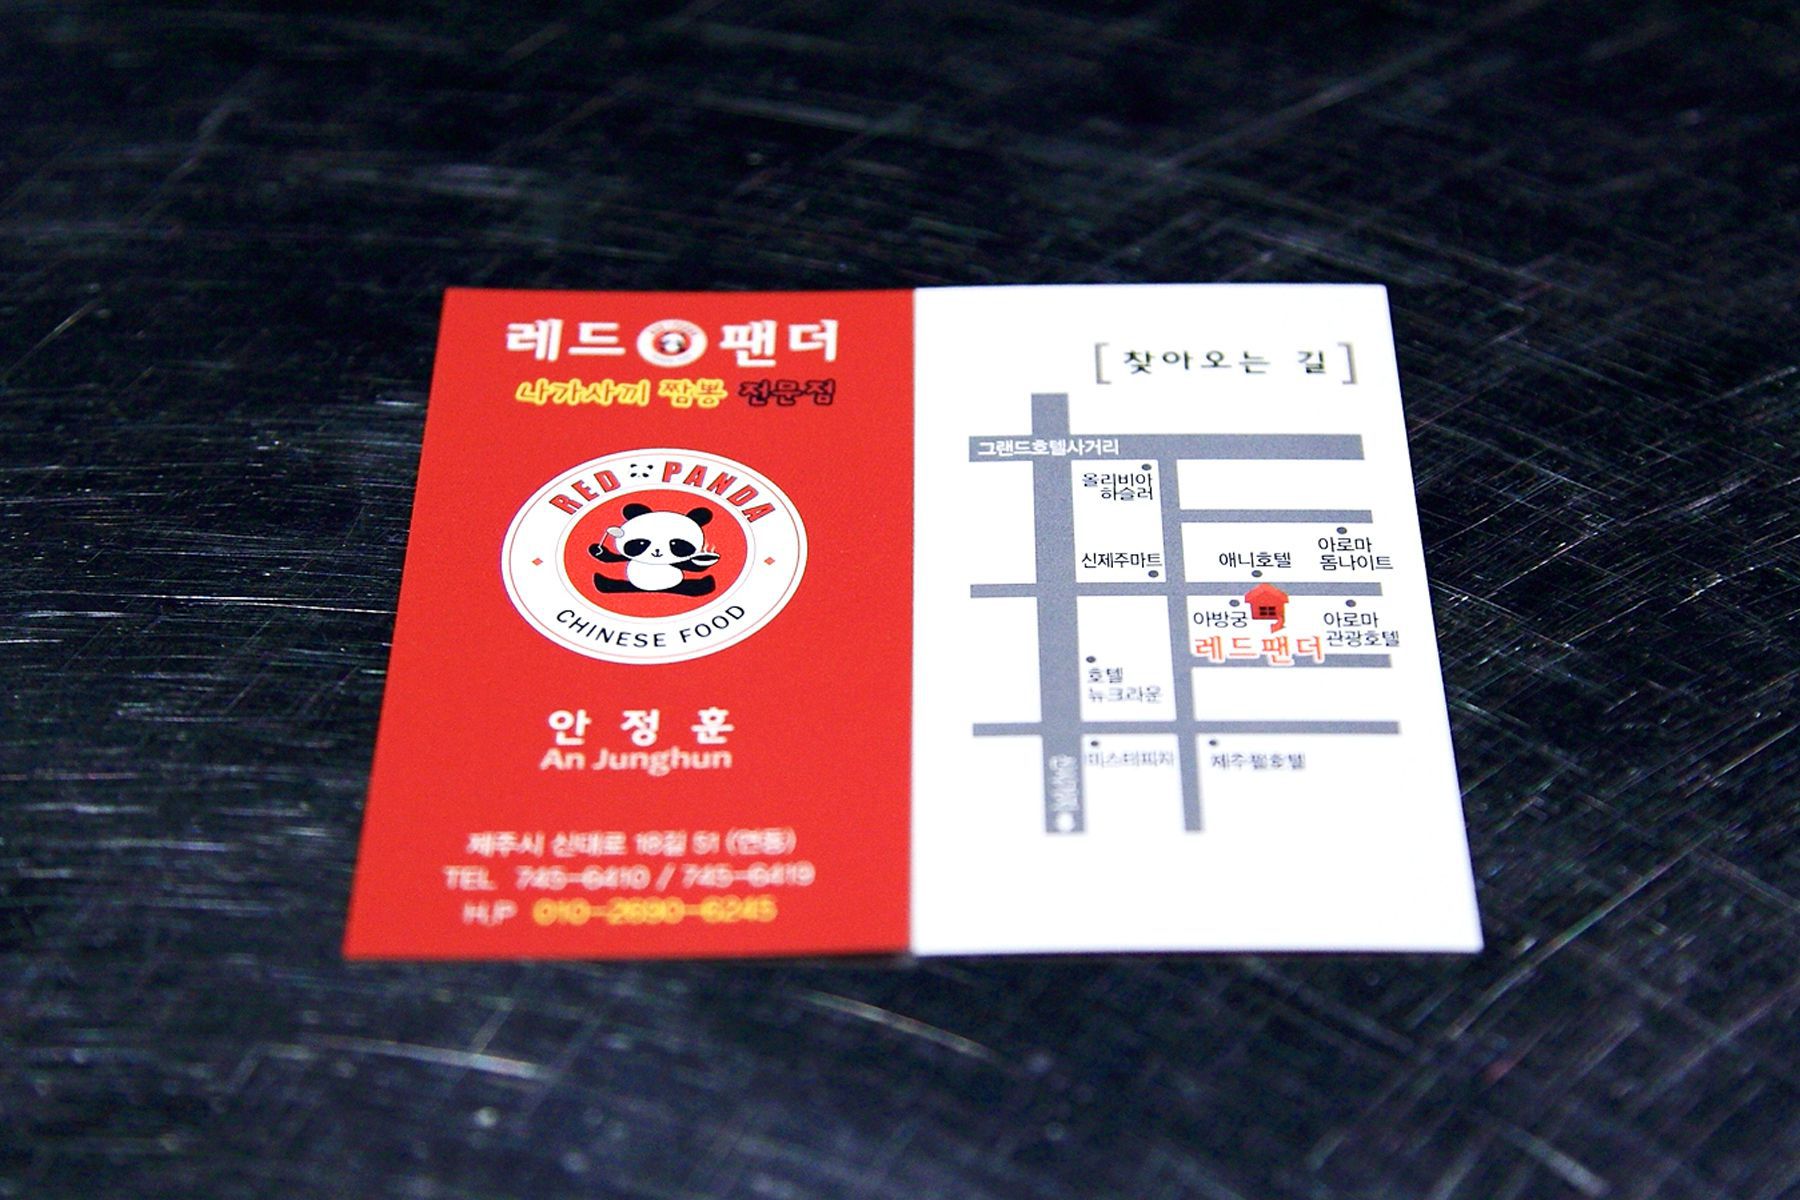 레드 팬더
나가사끼 짬뽕 전문점
RED PANDA
CHINESE FOOD
안 정 훈
An Junghun
제주시 신대로 16길 51 (연동)
TEL 745-6410 / 745-6419
H.P 010-2690-6245
[ 찾아오는 길 ]
그랜드호텔사거리
올리비아
하슬러
신제주마트
애니호텔
아로마
돔나이트
아방궁
레드팬더
아로마
관광호텔
호텔
뉴크라운
미스터피자
제주펄호텔